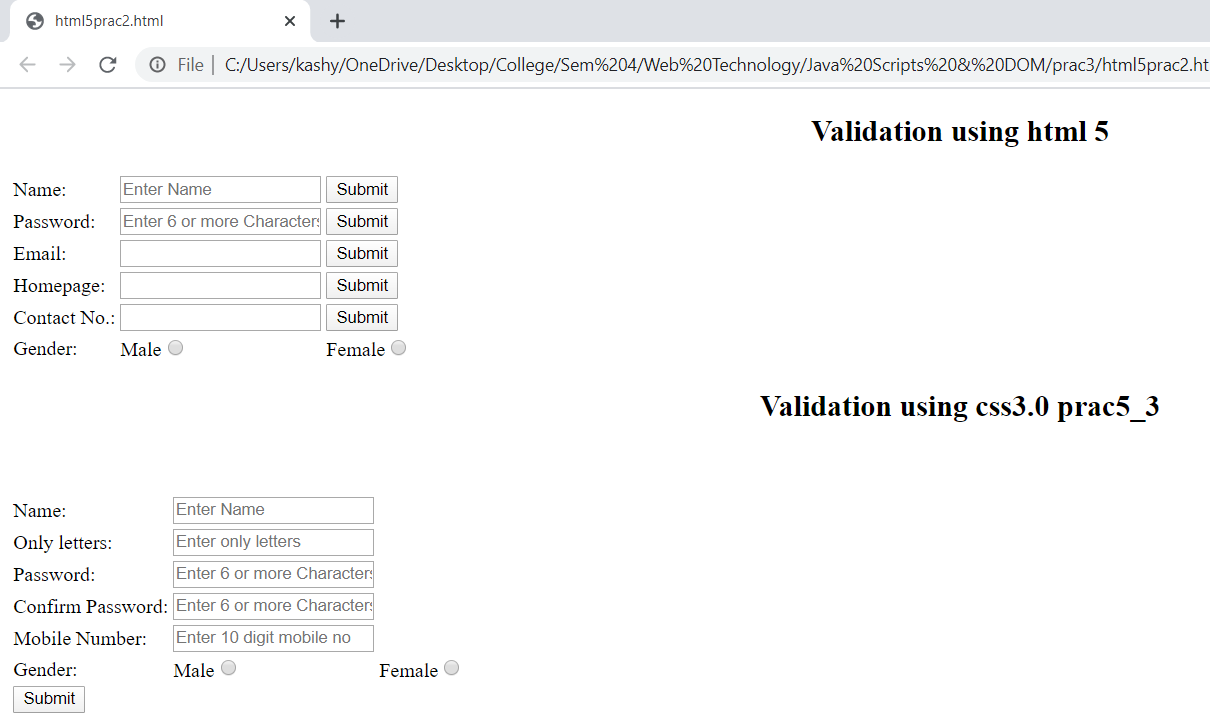 html5prac2.html
File | C:/Users/kashy/OneDrive/Desktop/College/Sem%204/Web%20Technology/Java%20Scripts%20&%20DOM/prac3/html5prac2.ht
Validation using html 5
Name: Enter Name Submit
Password: Enter 6 or more Characters Submit
Email: Submit
Homepage: Submit
Contact No.: Submit
Gender: Male Female
Validation using css3.0 prac5_3
Name: Enter Name
Only letters: Enter only letters
Password: Enter 6 or more Characters
Confirm Password: Enter 6 or more Characters
Mobile Number: Enter 10 digit mobile no
Gender: Male Female
Submit